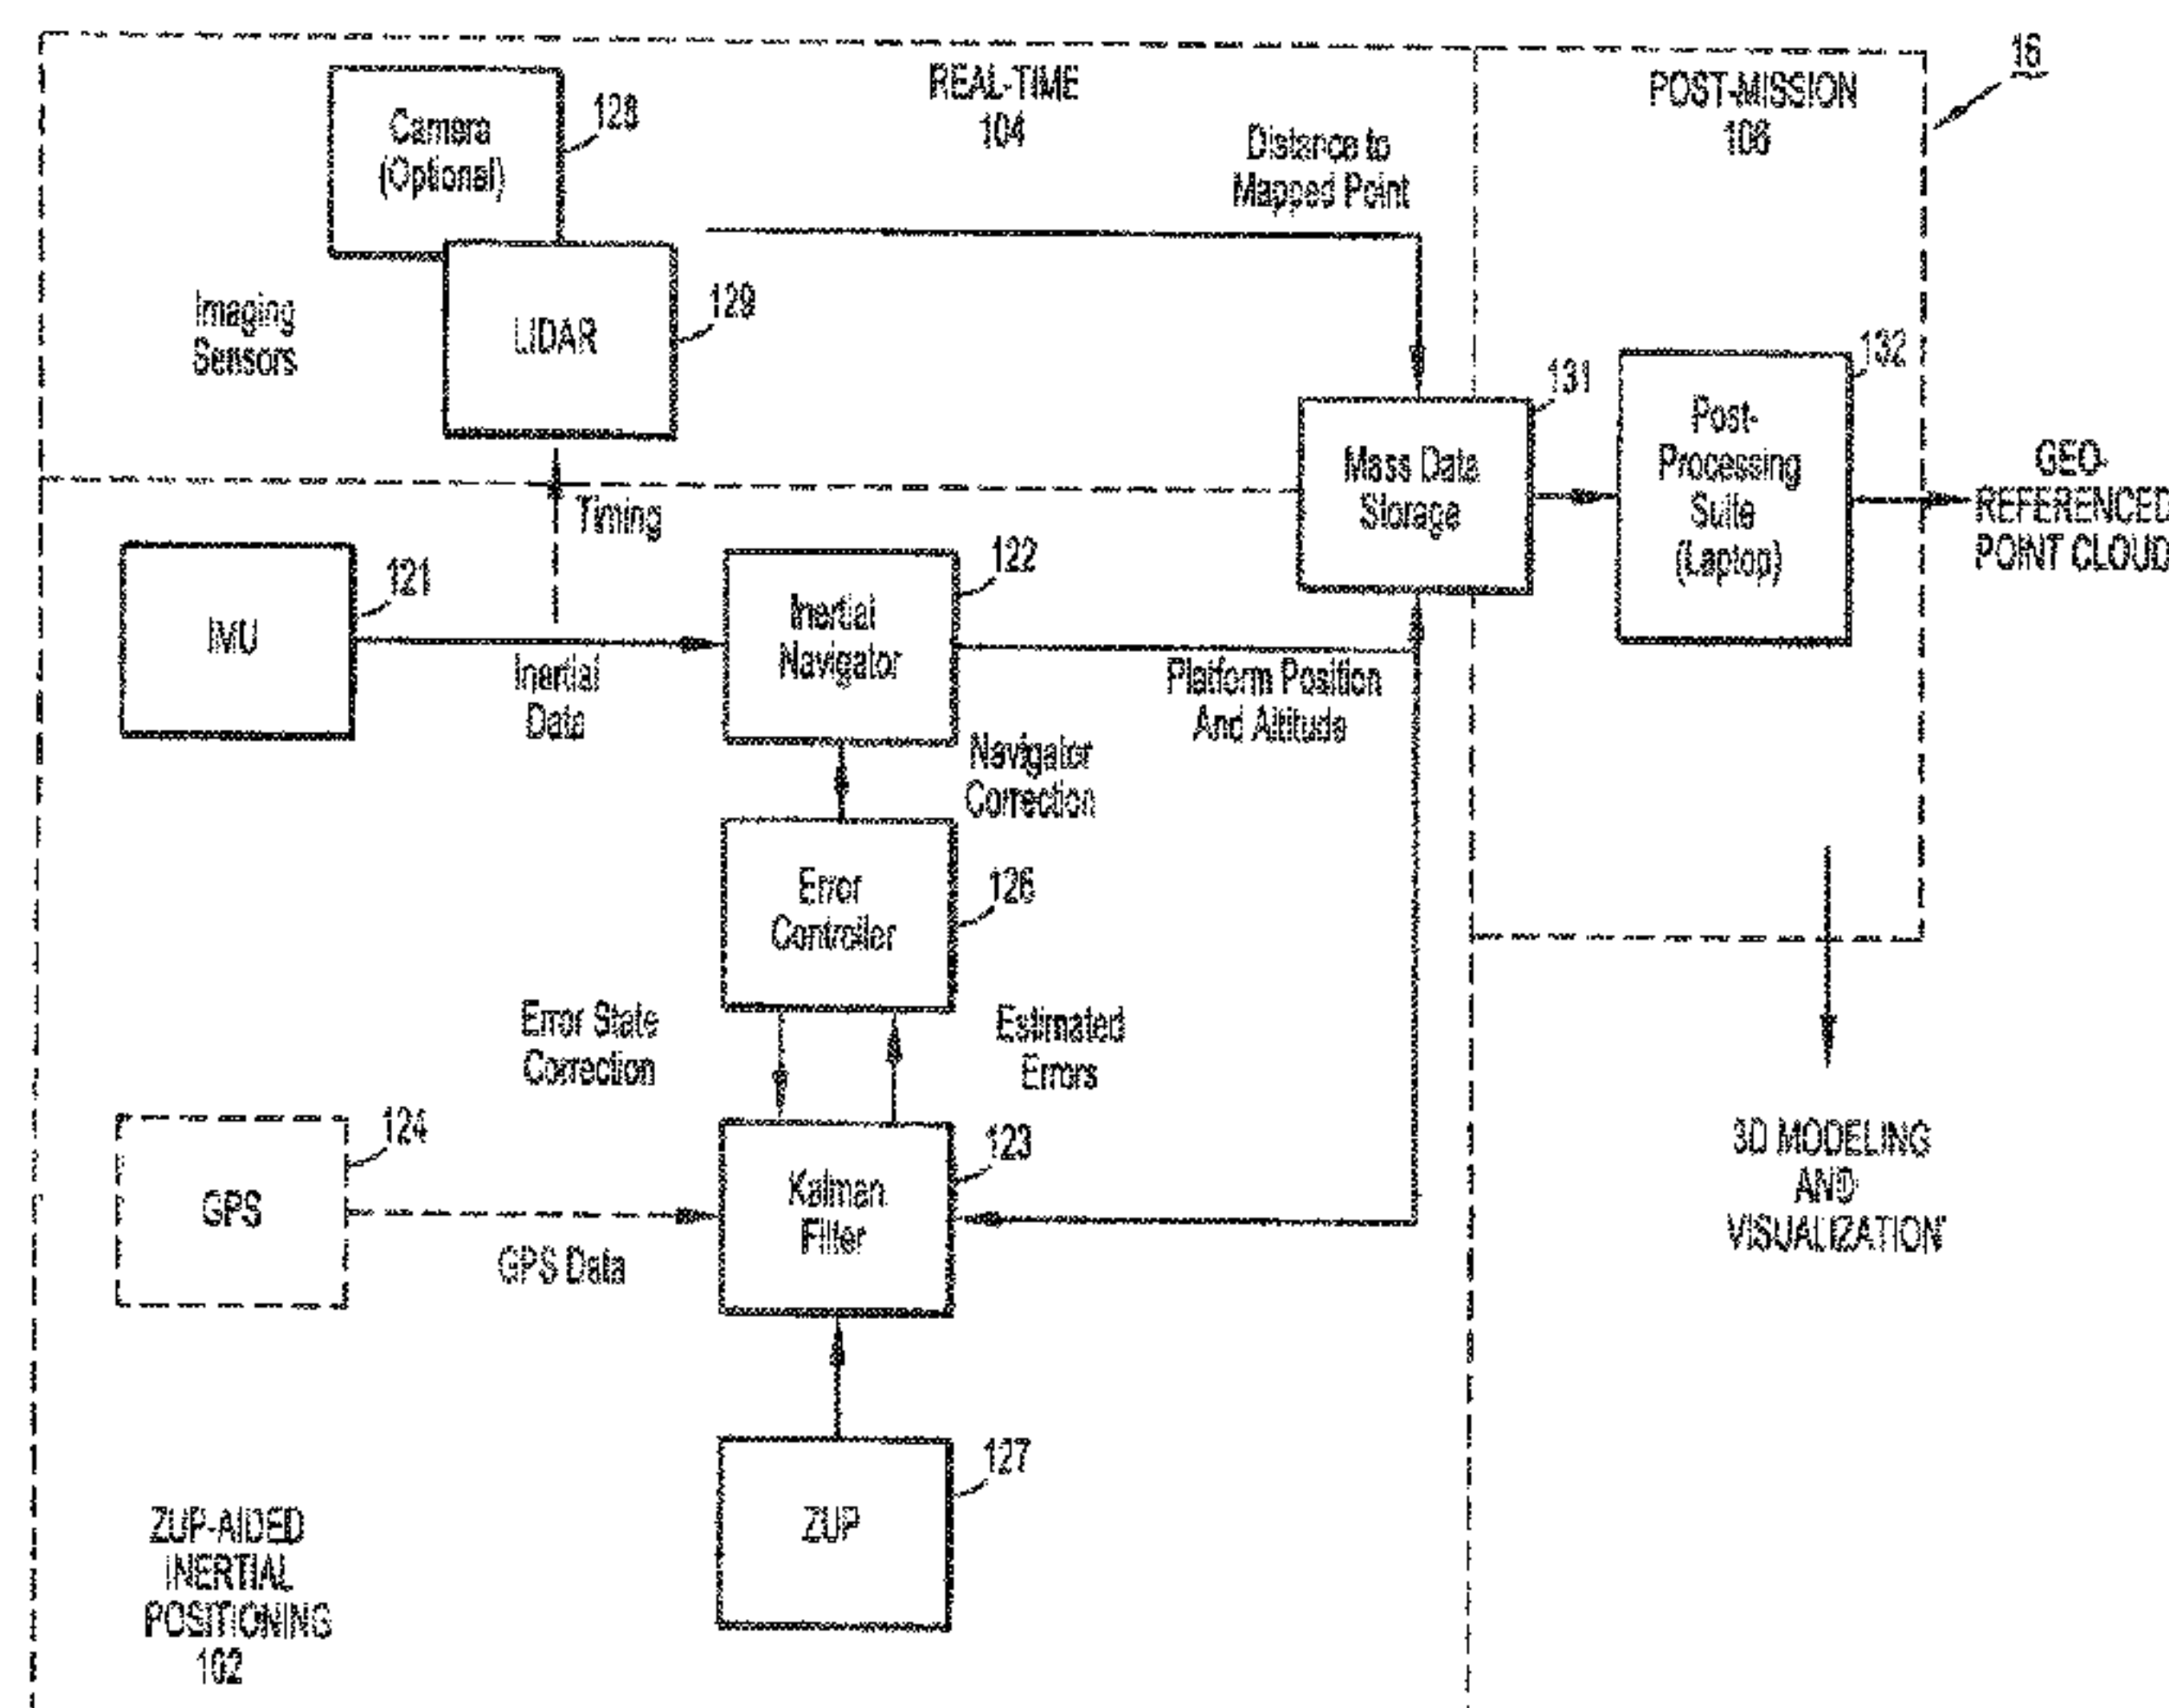 16
REAL-TIME
104
POST-MISSION
106
Camera
(Optional)
128
Distance to
Mapped Point
Imaging
Sensors
LIDAR
129
131
132
Mass Data
Storage
Post-
Processing
Suite
(Laptop)
GEO-
REFERENCED
POINT CLOUD
Timing
IMU
121
Inertial
Data
Inertial
Navigator
122
Platform Position
And Altitude
Navigator
Correction
Error
Controller
126
Error State
Correction
Estimated
Errors
GPS
124
GPS Data
Kalman
Filter
123
3D MODELING
AND
VISUALIZATION
ZUP
127
ZUP-AIDED
INERTIAL
POSITIONING
102